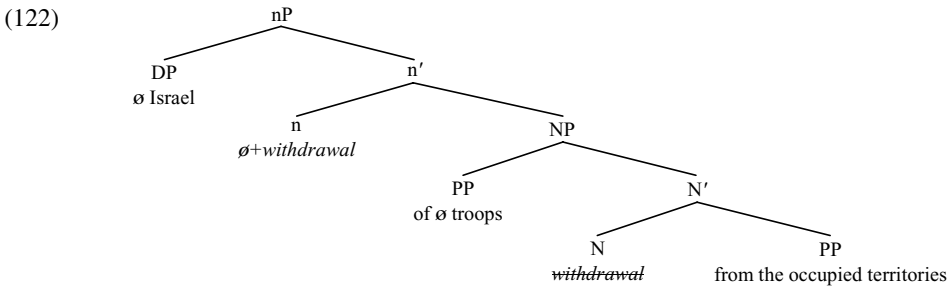 (122)
nP
DP n′
ø Israel
n NP
ø+withdrawal
PP N′
of ø troops
N PP
withdrawal from the occupied territories